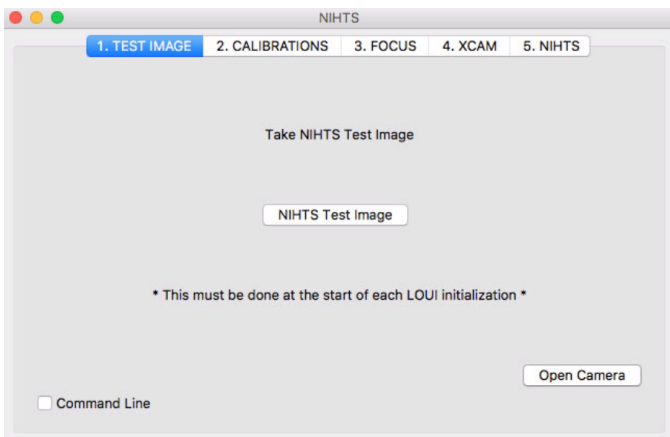 NIHTS
1. TEST IMAGE 2. CALIBRATIONS 3. FOCUS 4. XCAM 5. NIHTS
Take NIHTS Test Image
NIHTS Test Image
* This must be done at the start of each LOUI initialization *
Open Camera
Command Line